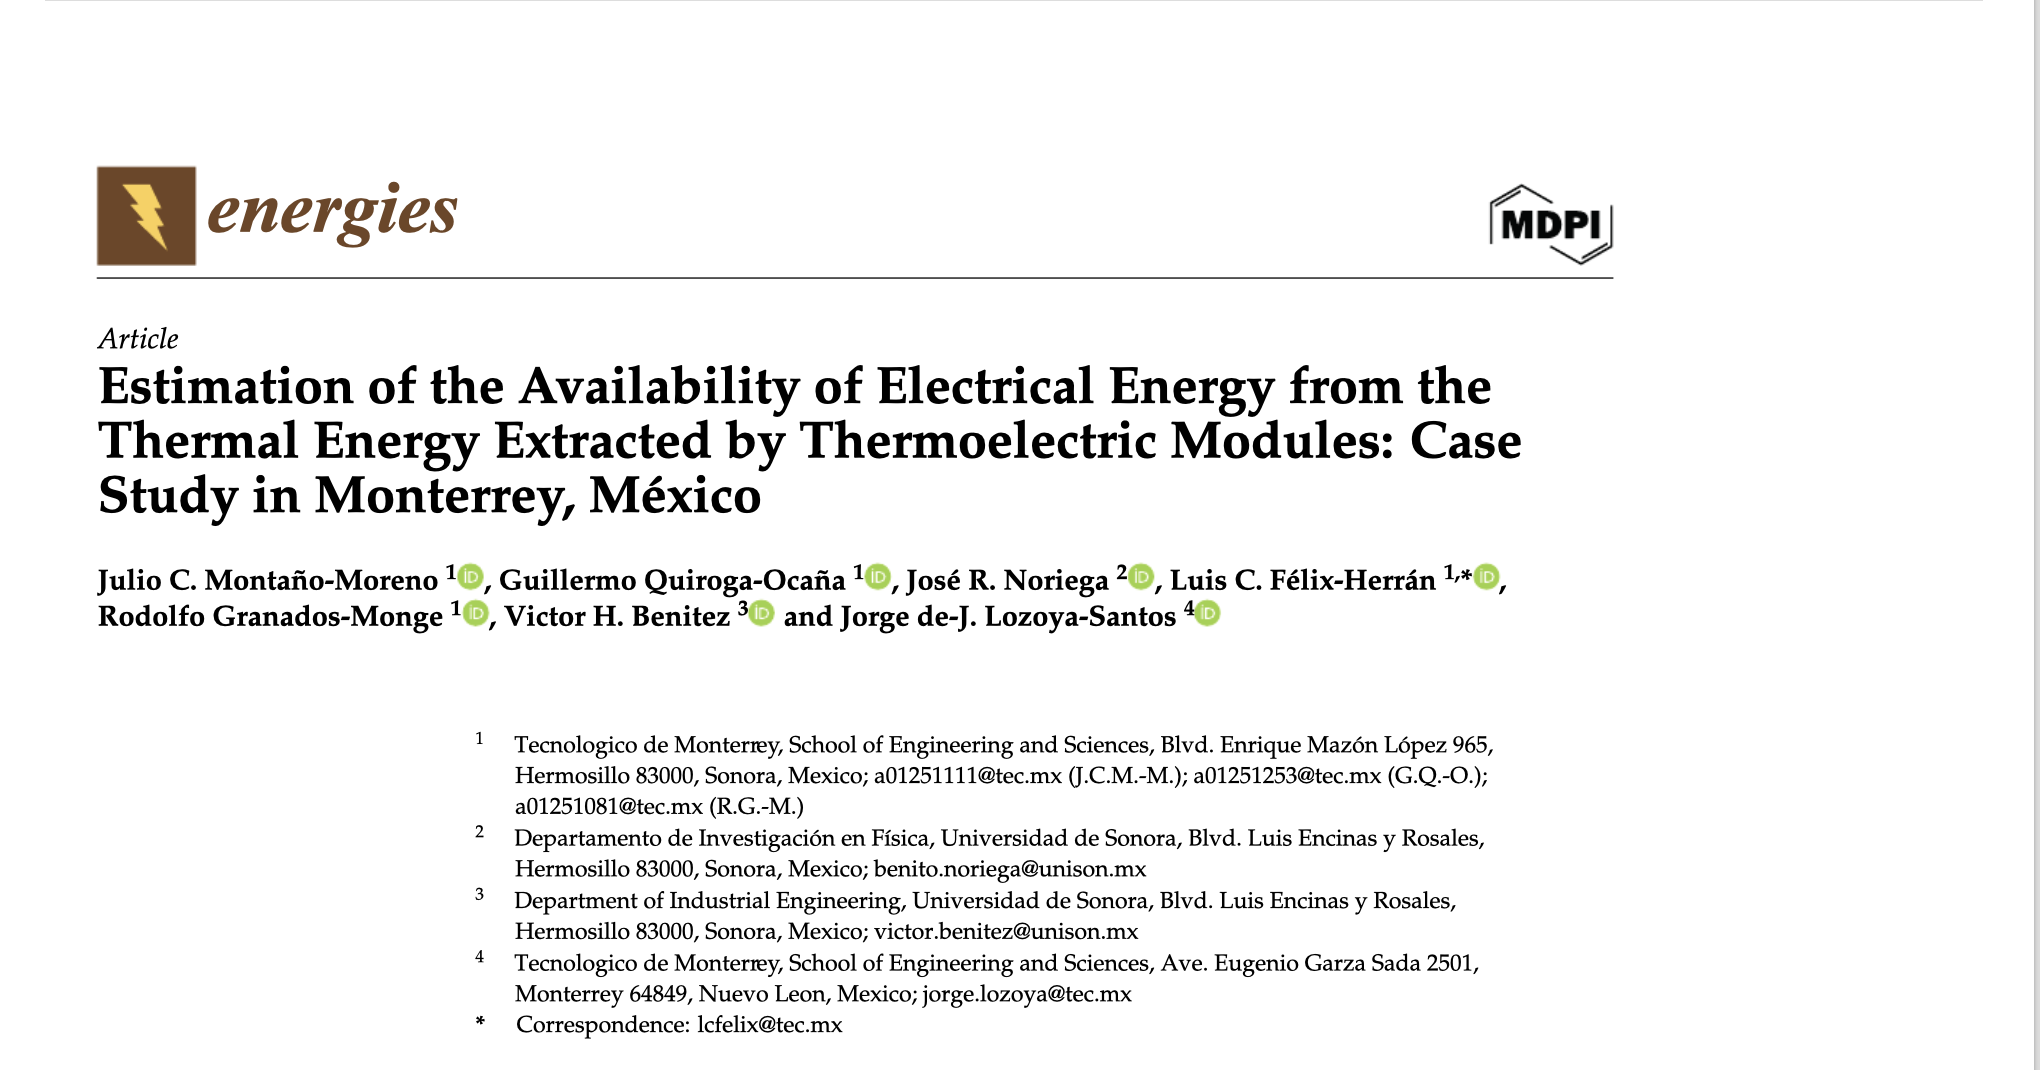 energies
MDPI
Article
Estimation of the Availability of Electrical Energy from the
Thermal Energy Extracted by Thermoelectric Modules: Case
Study in Monterrey, México
Julio C. Montaño-Moreno 1 iD, Guillermo Quiroga-Ocaña 1 iD, José R. Noriega 2 iD, Luis C. Félix-Herrán 1,* iD,
Rodolfo Granados-Monge 1 iD, Victor H. Benitez 3 iD and Jorge de-J. Lozoya-Santos 4 iD
1 Tecnologico de Monterrey, School of Engineering and Sciences, Blvd. Enrique Mazón López 965,
Hermosillo 83000, Sonora, Mexico; a01251111@tec.mx (J.C.M.-M.); a01251253@tec.mx (G.Q.-O.);
a01251081@tec.mx (R.G.-M.)
2 Departamento de Investigación en Física, Universidad de Sonora, Blvd. Luis Encinas y Rosales,
Hermosillo 83000, Sonora, Mexico; benito.noriega@unison.mx
3 Department of Industrial Engineering, Universidad de Sonora, Blvd. Luis Encinas y Rosales,
Hermosillo 83000, Sonora, Mexico; victor.benitez@unison.mx
4 Tecnologico de Monterrey, School of Engineering and Sciences, Ave. Eugenio Garza Sada 2501,
Monterrey 64849, Nuevo Leon, Mexico; jorge.lozoya@tec.mx
* Correspondence: lcfelix@tec.mx